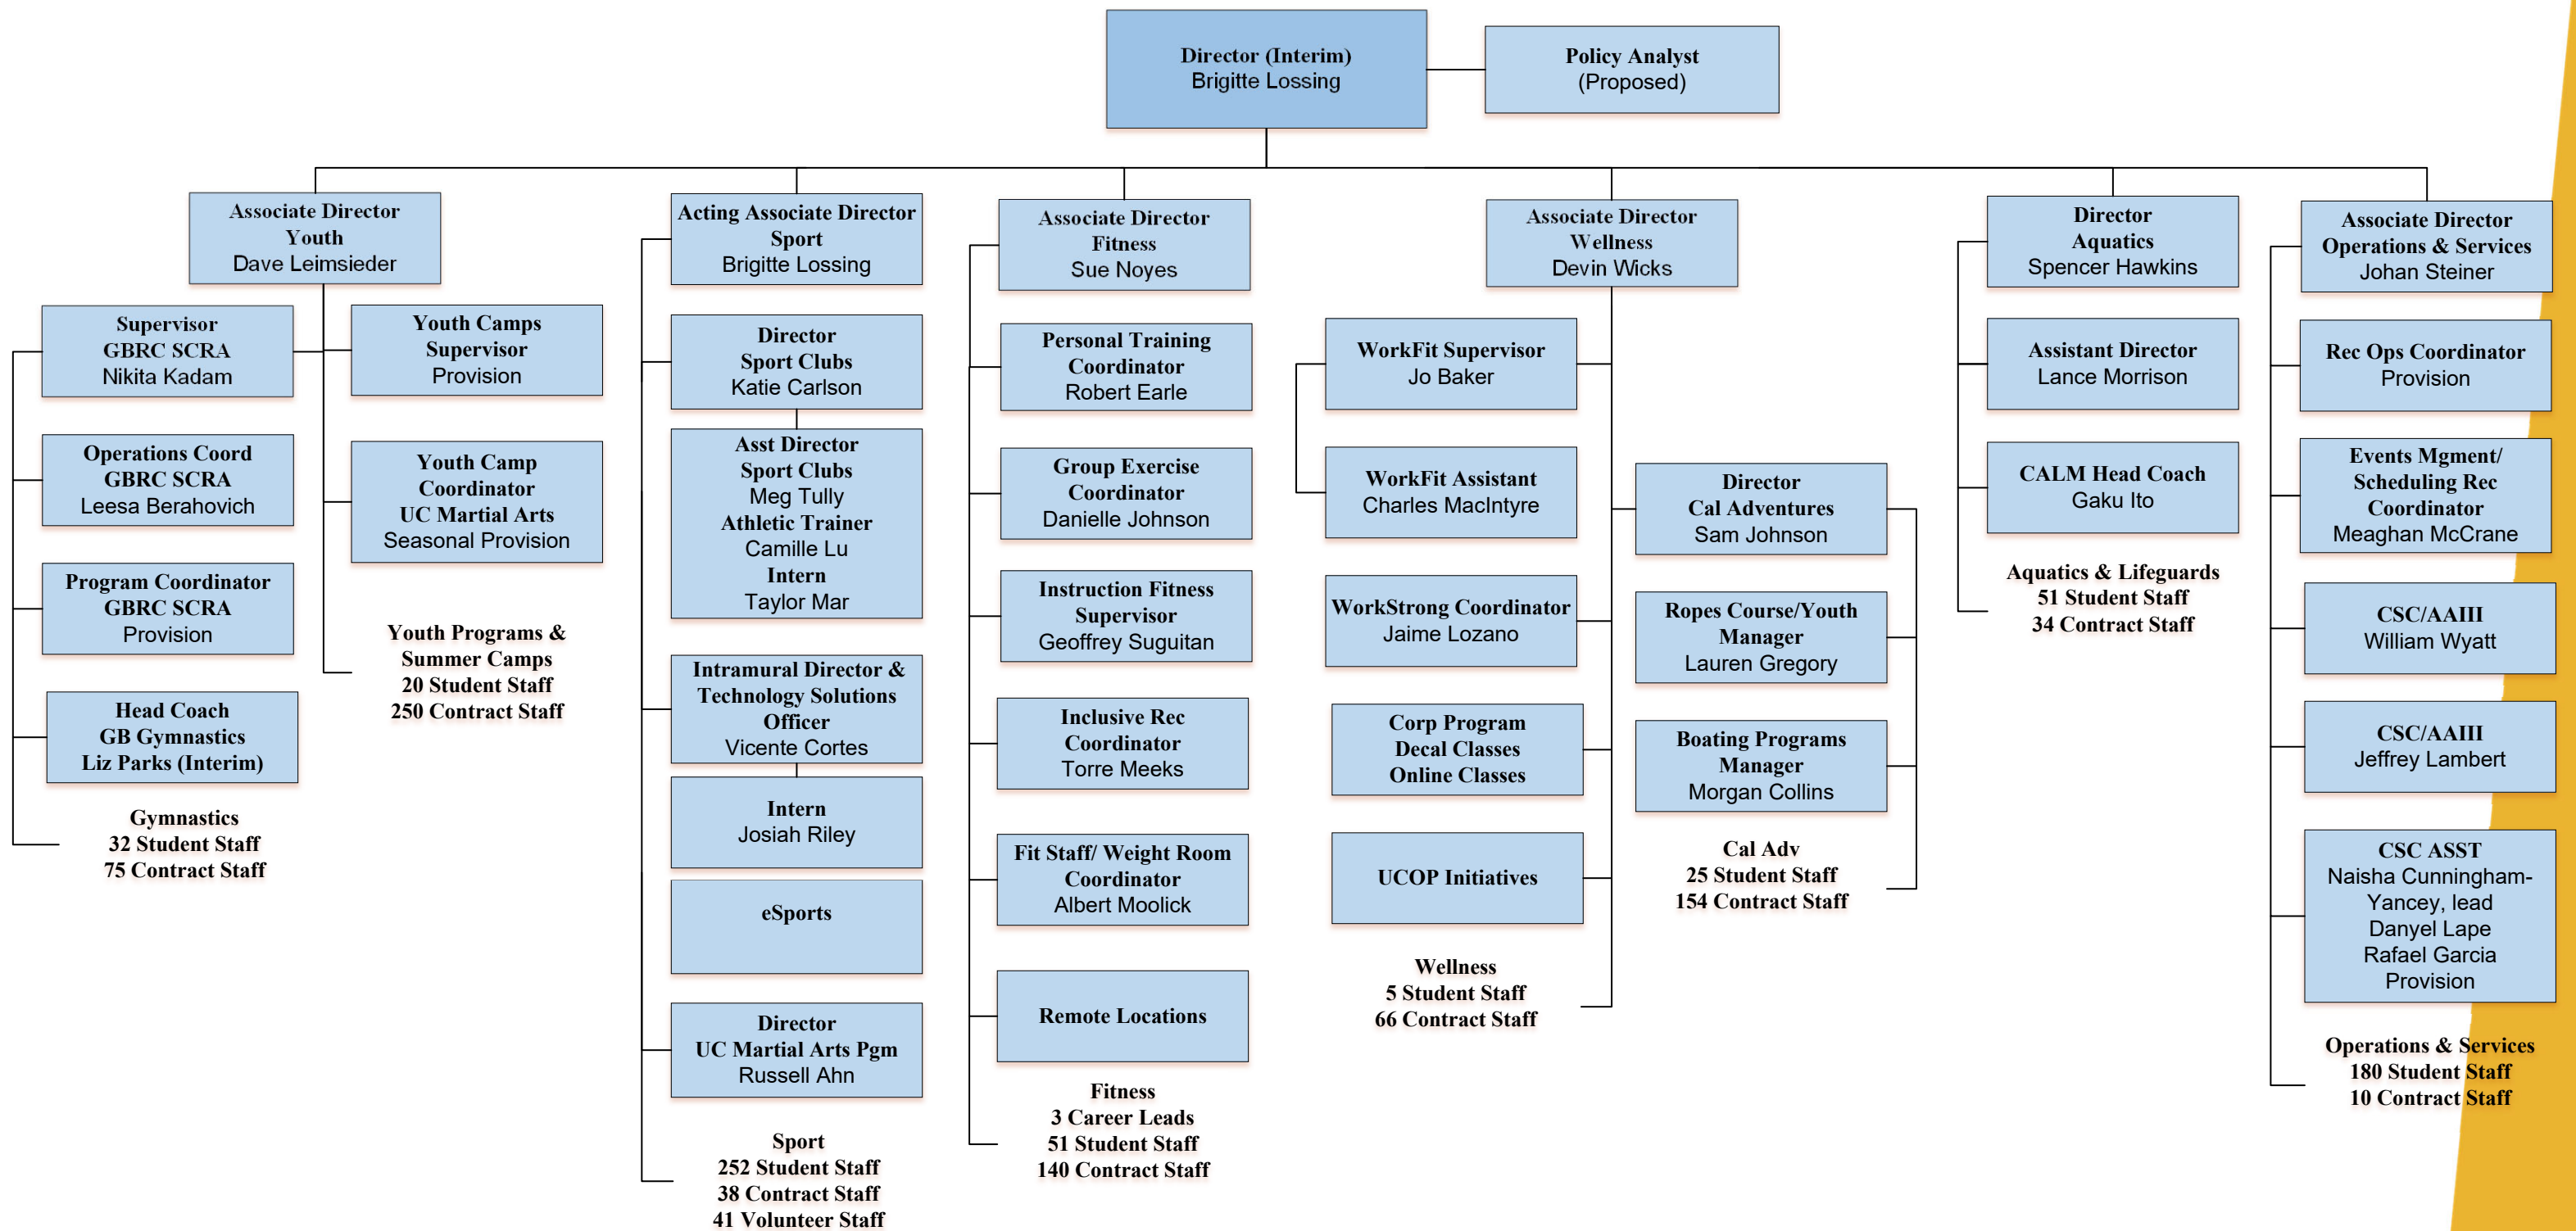 Director (Interim)
Brigitte Lossing
Policy Analyst
(Proposed)
Associate Director
Youth
Dave Leimsieder
Supervisor
GBRC SCRA
Nikita Kadam
Operations Coord
GBRC SCRA
Leesa Berahovich
Program Coordinator
GBRC SCRA
Provision
Head Coach
GB Gymnastics
Liz Parks (Interim)
Gymnastics
32 Student Staff
75 Contract Staff
Youth Camps
Supervisor
Provision
Youth Camp
Coordinator
UC Martial Arts
Seasonal Provision
Youth Programs &
Summer Camps
20 Student Staff
250 Contract Staff
Acting Associate Director
Sport
Brigitte Lossing
Director
Sport Clubs
Katie Carlson
Asst Director
Sport Clubs
Meg Tully
Athletic Trainer
Camille Lu
Intern
Taylor Mar
Intramural Director &
Technology Solutions
Officer
Vicente Cortes
Intern
Josiah Riley
eSports
Director
UC Martial Arts Pgm
Russell Ahn
Sport
252 Student Staff
38 Contract Staff
41 Volunteer Staff
Associate Director
Fitness
Sue Noyes
Personal Training
Coordinator
Robert Earle
Group Exercise
Coordinator
Danielle Johnson
Instruction Fitness
Supervisor
Geoffrey Suguitan
Inclusive Rec
Coordinator
Torre Meeks
Fit Staff/ Weight Room
Coordinator
Albert Moolick
Remote Locations
Fitness
3 Career Leads
51 Student Staff
140 Contract Staff
Associate Director
Wellness
Devin Wicks
WorkFit Supervisor
Jo Baker
WorkFit Assistant
Charles MacIntyre
WorkStrong Coordinator
Jaime Lozano
Corp Program
Decal Classes
Online Classes
UCOP Initiatives
Wellness
5 Student Staff
66 Contract Staff
Director
Cal Adventures
Sam Johnson
Ropes Course/Youth
Manager
Lauren Gregory
Boating Programs
Manager
Morgan Collins
Cal Adv
25 Student Staff
154 Contract Staff
Director
Aquatics
Spencer Hawkins
Assistant Director
Lance Morrison
CALM Head Coach
Gaku Ito
Aquatics & Lifeguards
51 Student Staff
34 Contract Staff
Associate Director
Operations & Services
Johan Steiner
Rec Ops Coordinator
Provision
Events Mgment/
Scheduling Rec
Coordinator
Meaghan McCrane
CSC/AAIII
William Wyatt
CSC/AAIII
Jeffrey Lambert
CSC ASST
Naisha Cunningham-
Yancey, lead
Danyel Lape
Rafael Garcia
Provision
Operations & Services
180 Student Staff
10 Contract Staff